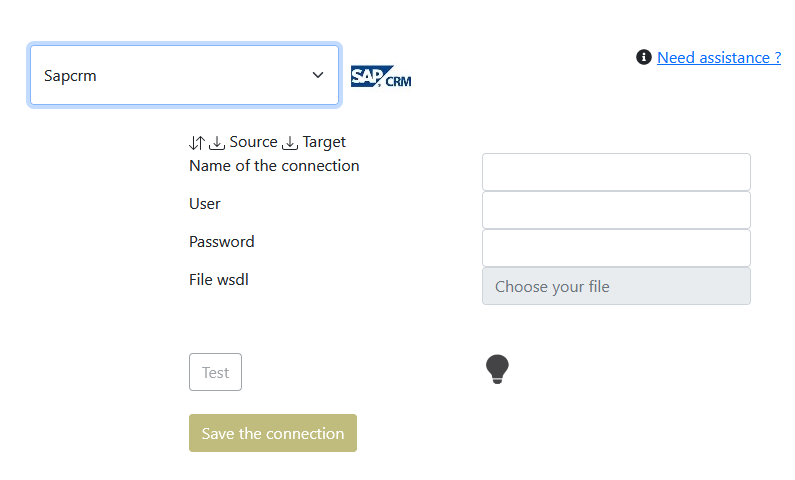 Sapcrm
SAP CRM
Need assistance ?
Source Target
Name of the connection
User
Password
File wsdl
Choose your file
Test
Save the connection